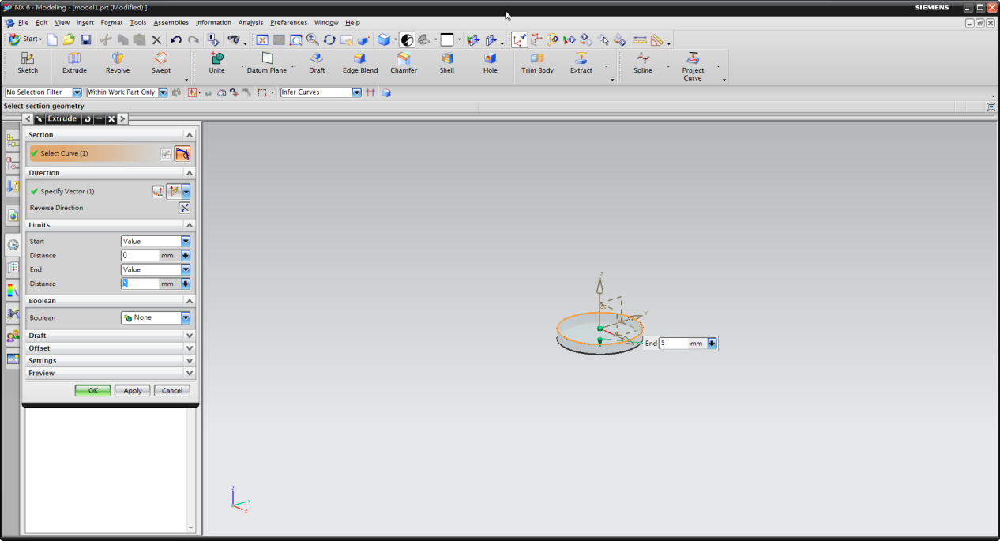 NX 6 - Modeling - [model1.prt (Modified) ]
SIEMENS
File Edit View Insert Format Tools Assemblies Information Analysis Preferences Window Help
Start
Sketch Extrude Revolve Swept Unite Datum Plane Draft Edge Blend Chamfer Shell Hole Trim Body Extract Spline Project Curve
No Selection Filter Within Work Part Only Infer Curves
Select section geometry
Extrude
Section
Select Curve (1)
Direction
Specify Vector (1)
Reverse Direction
Limits
Start Value
Distance 0 mm
End Value
Distance 5 mm
Boolean
Boolean None
Draft
Offset
Settings
Preview
OK Apply Cancel
Z
Y
End 5 mm
Z
Y
X